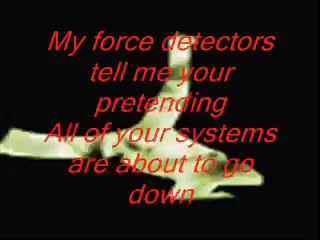 My force detectors
tell me your
pretending
All of your systems
are about to go
down